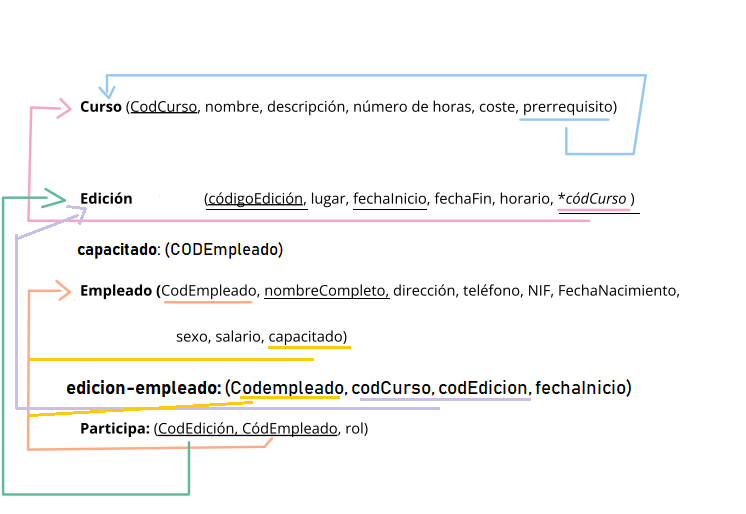 Curso (CodCurso, nombre, descripción, número de horas, coste, prerrequisito)
Edición (códigoEdición, lugar, fechaInicio, fechaFin, horario, *códCurso )
capacitado: (CODEmpleado)
Empleado (CodEmpleado, nombreCompleto, dirección, teléfono, NIF, FechaNacimiento,
sexo, salario, capacitado)
edicion-empleado: (Codempleado, codCurso, codEdicion, fechaInicio)
Participa: (CodEdición, CódEmpleado, rol)